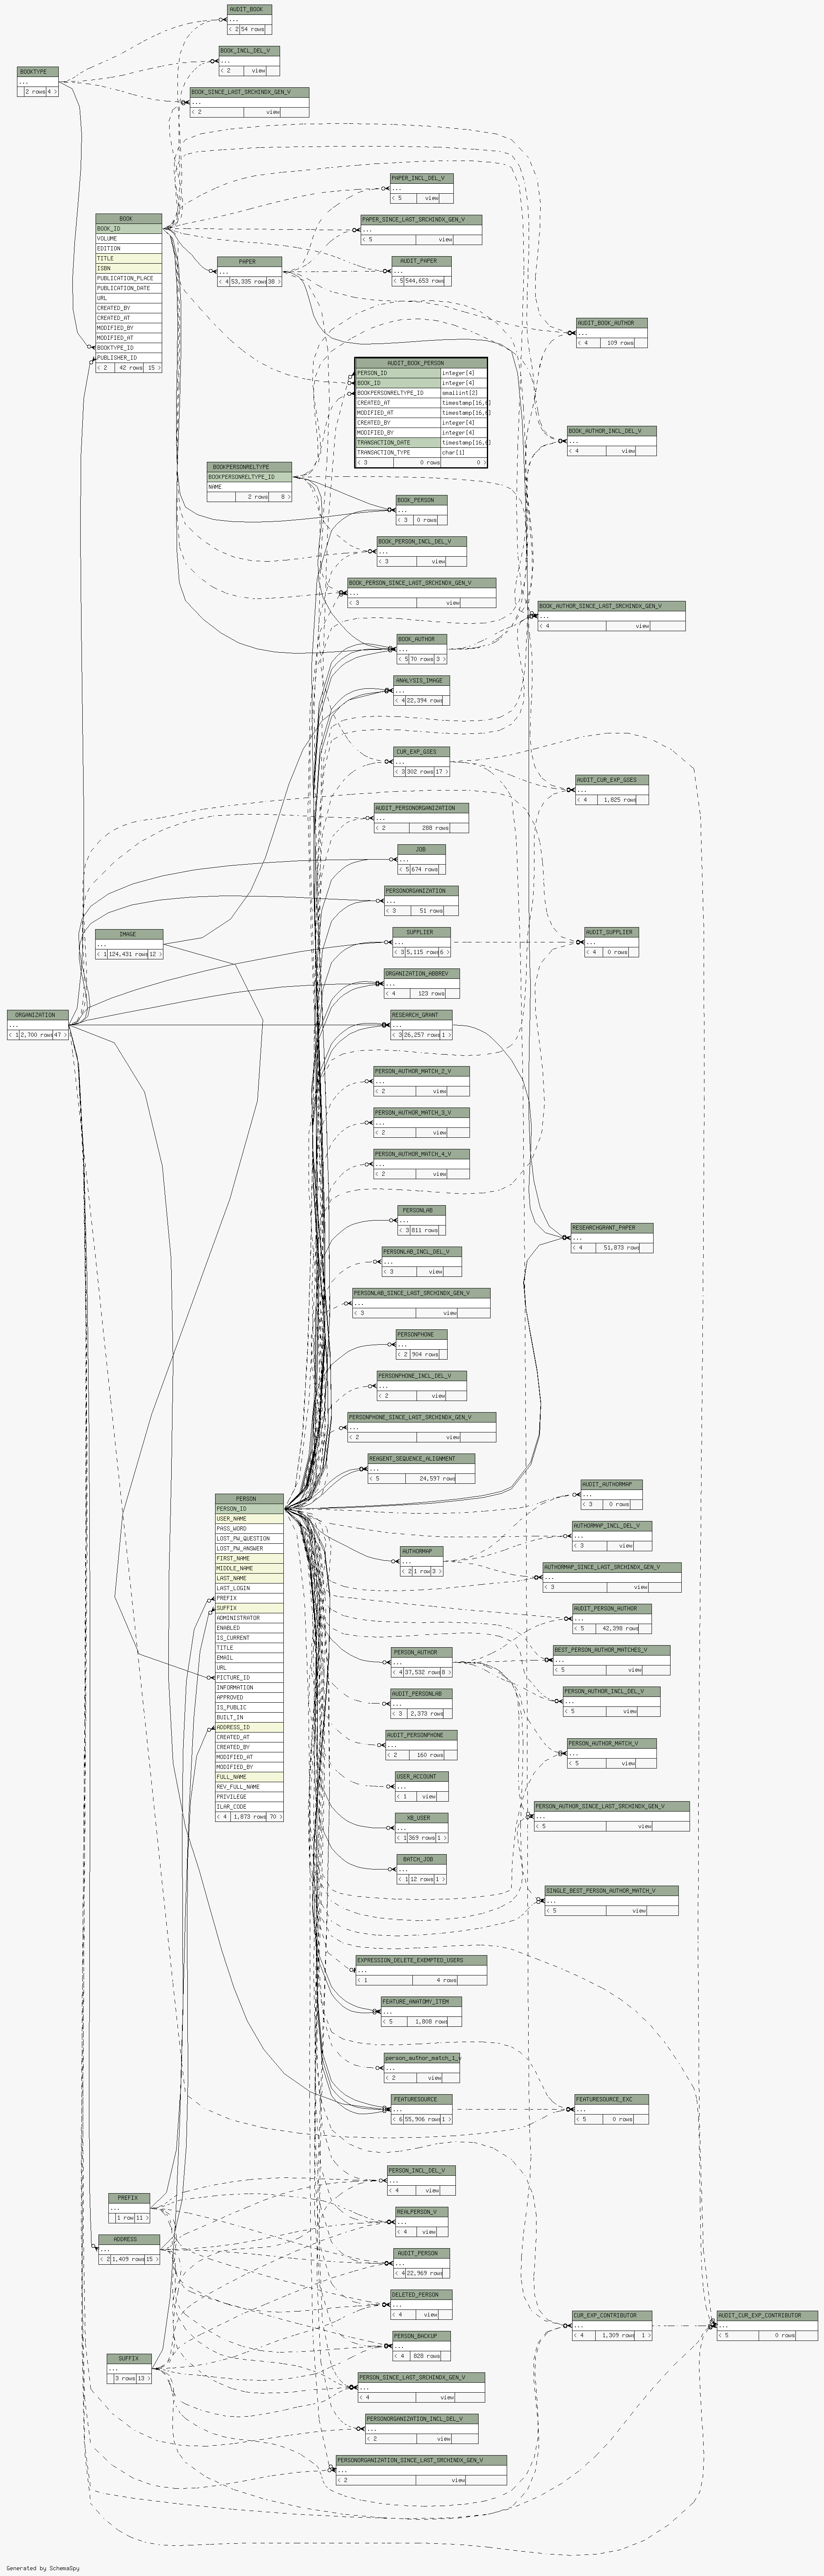 AUDIT_BOOK
...
< 2 54 rows
BOOK_INCL_DEL_V
...
< 2 view
BOOKTYPE
...
2 rows 4 >
BOOK_SINCE_LAST_SRCHINDX_GEN_V
...
< 2 view
PAPER_INCL_DEL_V
...
< 5 view
BOOK
BOOK_ID
VOLUME
EDITION
TITLE
ISBN
PUBLICATION_PLACE
PUBLICATION_DATE
URL
CREATED_BY
CREATED_AT
MODIFIED_BY
MODIFIED_AT
BOOKTYPE_ID
PUBLISHER_ID
< 2 42 rows 15 >
PAPER_SINCE_LAST_SRCHINDX_GEN_V
...
< 5 view
PAPER
...
< 4 53,335 rows 38 >
AUDIT_PAPER
...
< 5 544,653 rows
AUDIT_BOOK_AUTHOR
...
< 4 109 rows
AUDIT_BOOK_PERSON
PERSON_ID integer[4]
BOOK_ID integer[4]
BOOKPERSONRELTYPE_ID smallint[2]
CREATED_AT timestamp[16,6]
MODIFIED_AT timestamp[16,6]
CREATED_BY integer[4]
MODIFIED_BY integer[4]
TRANSACTION_DATE timestamp[16,6]
TRANSACTION_TYPE char[1]
< 3 0 rows 0 >
BOOK_AUTHOR_INCL_DEL_V
...
< 4 view
BOOKPERSONRELTYPE
BOOKPERSONRELTYPE_ID
NAME
2 rows 8 >
BOOK_PERSON
...
< 3 0 rows
BOOK_PERSON_INCL_DEL_V
...
< 3 view
BOOK_PERSON_SINCE_LAST_SRCHINDX_GEN_V
...
< 3 view
BOOK_AUTHOR_SINCE_LAST_SRCHINDX_GEN_V
...
< 4 view
BOOK_AUTHOR
...
< 5 70 rows 3 >
ANALYSIS_IMAGE
...
< 4 22,394 rows
CUR_EXP_GSES
...
< 3 302 rows 17 >
AUDIT_CUR_EXP_GSES
...
< 4 1,825 rows
AUDIT_PERSONORGANIZATION
...
< 2 288 rows
JOB
...
< 5 674 rows
PERSONORGANIZATION
...
< 3 51 rows
IMAGE
...
< 1 124,431 rows 12 >
SUPPLIER
...
< 3 5,115 rows 6 >
AUDIT_SUPPLIER
...
< 4 0 rows
ORGANIZATION_ABBREV
...
< 4 123 rows
ORGANIZATION
...
< 1 2,700 rows 47 >
RESEARCH_GRANT
...
< 3 26,257 rows 1 >
PERSON_AUTHOR_MATCH_2_V
...
< 2 view
PERSON_AUTHOR_MATCH_3_V
...
< 2 view
PERSON_AUTHOR_MATCH_4_V
...
< 2 view
PERSONLAB
...
< 3 811 rows
RESEARCHGRANT_PAPER
...
< 4 51,873 rows
PERSONLAB_INCL_DEL_V
...
< 3 view
PERSONLAB_SINCE_LAST_SRCHINDX_GEN_V
...
< 3 view
PERSONPHONE
...
< 2 904 rows
PERSONPHONE_INCL_DEL_V
...
< 2 view
PERSONPHONE_SINCE_LAST_SRCHINDX_GEN_V
...
< 2 view
REAGENT_SEQUENCE_ALIGNMENT
...
< 5 24,597 rows
PERSON
PERSON_ID
USER_NAME
PASS_WORD
LOST_PW_QUESTION
LOST_PW_ANSWER
FIRST_NAME
MIDDLE_NAME
LAST_NAME
LAST_LOGIN
PREFIX
SUFFIX
ADMINISTRATOR
ENABLED
IS_CURRENT
TITLE
EMAIL
URL
PICTURE_ID
INFORMATION
APPROVED
IS_PUBLIC
BUILT_IN
ADDRESS_ID
CREATED_AT
CREATED_BY
MODIFIED_AT
MODIFIED_BY
FULL_NAME
REV_FULL_NAME
PRIVILEGE
ILAR_CODE
< 4 1,873 rows 70 >
AUDIT_AUTHORMAP
...
< 3 0 rows
AUTHORMAP_INCL_DEL_V
...
< 3 view
AUTHORMAP
...
< 2 1 row 3 >
AUTHORMAP_SINCE_LAST_SRCHINDX_GEN_V
...
< 3 view
AUDIT_PERSON_AUTHOR
...
< 5 42,398 rows
PERSON_AUTHOR
...
< 4 37,532 rows 8 >
BEST_PERSON_AUTHOR_MATCHES_V
...
< 5 view
AUDIT_PERSONLAB
...
< 3 2,373 rows
PERSON_AUTHOR_INCL_DEL_V
...
< 5 view
AUDIT_PERSONPHONE
...
< 2 160 rows
PERSON_AUTHOR_MATCH_V
...
< 5 view
USER_ACCOUNT
...
< 1 view
PERSON_AUTHOR_SINCE_LAST_SRCHINDX_GEN_V
...
< 5 view
XB_USER
...
< 1 369 rows 1 >
BATCH_JOB
...
< 1 12 rows 1 >
SINGLE_BEST_PERSON_AUTHOR_MATCH_V
...
< 5 view
EXPRESSION_DELETE_EXEMPTED_USERS
...
< 1 4 rows
FEATURE_ANATOMY_ITEM
...
< 5 1,808 rows
person_author_match_1_v
...
< 2 view
FEATURESOURCE
...
< 6 55,906 rows 1 >
FEATURESOURCE_EXC
...
< 5 0 rows
PERSON_INCL_DEL_V
...
< 4 view
PREFIX
...
1 row 11 >
REALPERSON_V
...
< 4 view
ADDRESS
...
< 2 1,409 rows 15 >
AUDIT_PERSON
...
< 4 22,969 rows
DELETED_PERSON
...
< 4 view
CUR_EXP_CONTRIBUTOR
...
< 4 1,309 rows 1 >
AUDIT_CUR_EXP_CONTRIBUTOR
...
< 5 0 rows
PERSON_BACKUP
...
< 4 828 rows
SUFFIX
...
3 rows 13 >
PERSON_SINCE_LAST_SRCHINDX_GEN_V
...
< 4 view
PERSONORGANIZATION_INCL_DEL_V
...
< 2 view
PERSONORGANIZATION_SINCE_LAST_SRCHINDX_GEN_V
...
< 2 view
Generated by SchemaSpy